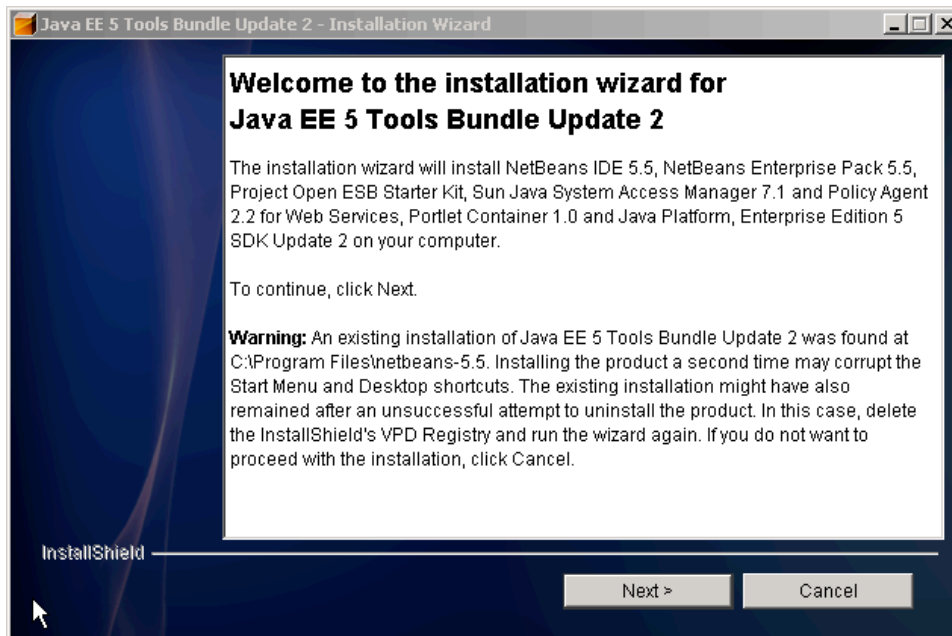 Java EE 5 Tools Bundle Update 2 - Installation Wizard
Welcome to the installation wizard for
Java EE 5 Tools Bundle Update 2
The installation wizard will install NetBeans IDE 5.5, NetBeans Enterprise Pack 5.5,
Project Open ESB Starter Kit, Sun Java System Access Manager 7.1 and Policy Agent
2.2 for Web Services, Portlet Container 1.0 and Java Platform, Enterprise Edition 5
SDK Update 2 on your computer.
To continue, click Next.
Warning: An existing installation of Java EE 5 Tools Bundle Update 2 was found at
C:\Program Files\netbeans-5.5. Installing the product a second time may corrupt the
Start Menu and Desktop shortcuts. The existing installation might have also
remained after an unsuccessful attempt to uninstall the product. In this case, delete
the InstallShield's VPD Registry and run the wizard again. If you do not want to
proceed with the installation, click Cancel.
InstallShield
Next >
Cancel